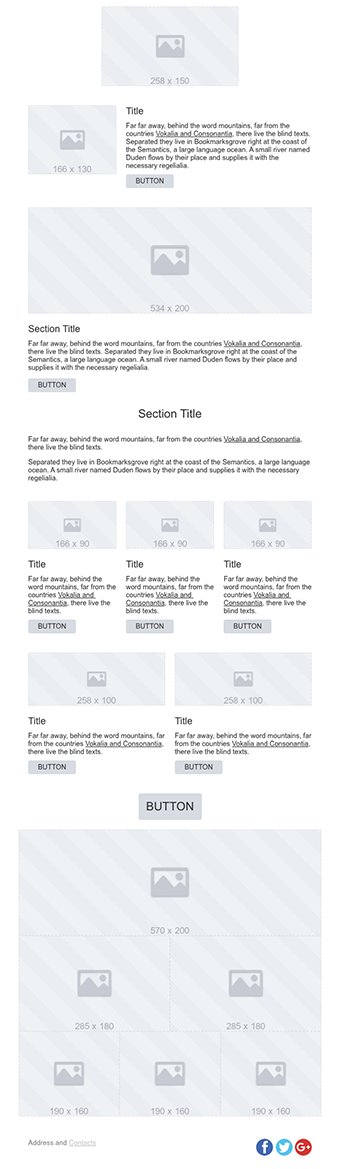 258 x 150
166 x 130
Title
Far far away, behind the word mountains, far from the
countries Vokalia and Consonantia, there live the blind texts.
Separated they live in Bookmarksgrove right at the coast of
the Semantics, a large language ocean. A small river named
Duden flows by their place and supplies it with the
necessary regelialia.
BUTTON
534 x 200
Section Title
Far far away, behind the word mountains, far from the countries Vokalia and Consonantia,
there live the blind texts. Separated they live in Bookmarksgrove right at the coast of the
Semantics, a large language ocean. A small river named Duden flows by their place and
supplies it with the necessary regelialia.
BUTTON
Section Title
Far far away, behind the word mountains, far from the countries Vokalia and Consonantia,
there live the blind texts.
Separated they live in Bookmarksgrove right at the coast of the Semantics, a large language
ocean. A small river named Duden flows by their place and supplies it with the necessary
regelialia.
166 x 90
Title
Far far away, behind the
word mountains, far from the
countries Vokalia and
Consonantia, there live the
blind texts.
BUTTON
166 x 90
Title
Far far away, behind the
word mountains, far from the
countries Vokalia and
Consonantia, there live the
blind texts.
BUTTON
166 x 90
Title
Far far away, behind the
word mountains, far from the
countries Vokalia and
Consonantia, there live the
blind texts.
BUTTON
258 x 100
Title
Far far away, behind the word mountains, far
from the countries Vokalia and Consonantia,
there live the blind texts.
BUTTON
258 x 100
Title
Far far away, behind the word mountains, far
from the countries Vokalia and Consonantia,
there live the blind texts.
BUTTON
BUTTON
570 x 200
285 x 180
285 x 180
190 x 160
190 x 160
190 x 160
Address and Contacts
f
G+